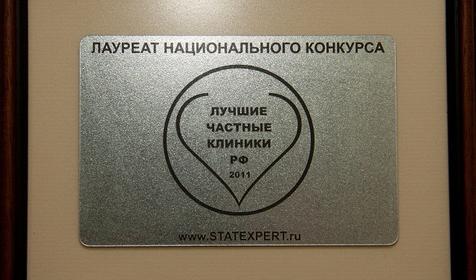 ЛАУРЕАТ НАЦИОНАЛЬНОГО КОНКУРСА
ЛУЧШИЕ
ЧАСТНЫЕ
КЛИНИКИ
РФ
2011
www.STATEXPERT.ru